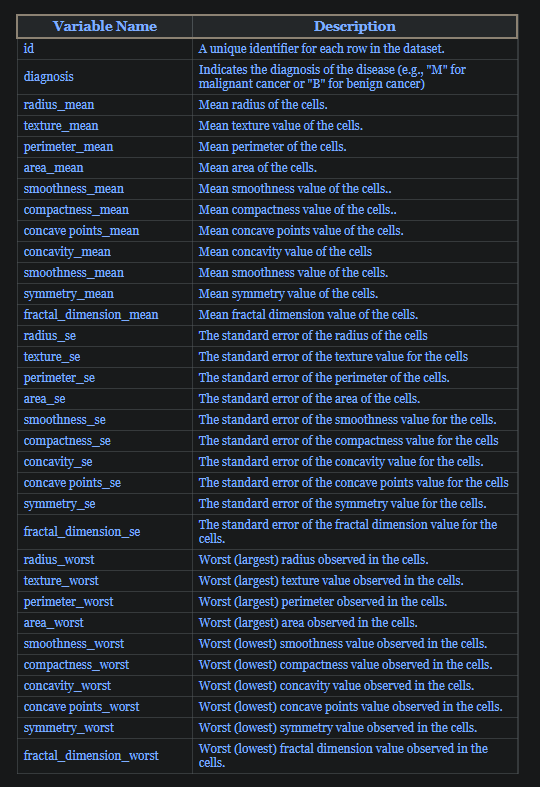 Variable Name Description
id A unique identifier for each row in the dataset.
diagnosis Indicates the diagnosis of the disease (e.g., "M" for
malignant cancer or "B" for benign cancer)
radius_mean Mean radius of the cells.
texture_mean Mean texture value of the cells.
perimeter_mean Mean perimeter of the cells.
area_mean Mean area of the cells.
smoothness_mean Mean smoothness value of the cells..
compactness_mean Mean compactness value of the cells..
concave points_mean Mean concave points value of the cells.
concavity_mean Mean concavity value of the cells
smoothness_mean Mean smoothness value of the cells.
symmetry_mean Mean symmetry value of the cells.
fractal_dimension_mean Mean fractal dimension value of the cells.
radius_se The standard error of the radius of the cells
texture_se The standard error of the texture value for the cells
perimeter_se The standard error of the perimeter of the cells.
area_se The standard error of the area of the cells.
smoothness_se The standard error of the smoothness value for the cells.
compactness_se The standard error of the compactness value for the cells
concavity_se The standard error of the concavity value for the cells.
concave points_se The standard error of the concave points value for the cells
symmetry_se The standard error of the symmetry value for the cells.
fractal_dimension_se The standard error of the fractal dimension value for the
cells.
radius_worst Worst (largest) radius observed in the cells.
texture_worst Worst (largest) texture value observed in the cells.
perimeter_worst Worst (largest) perimeter observed in the cells.
area_worst Worst (largest) area observed in the cells.
smoothness_worst Worst (lowest) smoothness value observed in the cells.
compactness_worst Worst (lowest) compactness value observed in the cells.
concavity_worst Worst (lowest) concavity value observed in the cells.
concave points_worst Worst (lowest) concave points value observed in the cells.
symmetry_worst Worst (lowest) symmetry value observed in the cells.
fractal_dimension_worst Worst (lowest) fractal dimension value observed in the
cells.